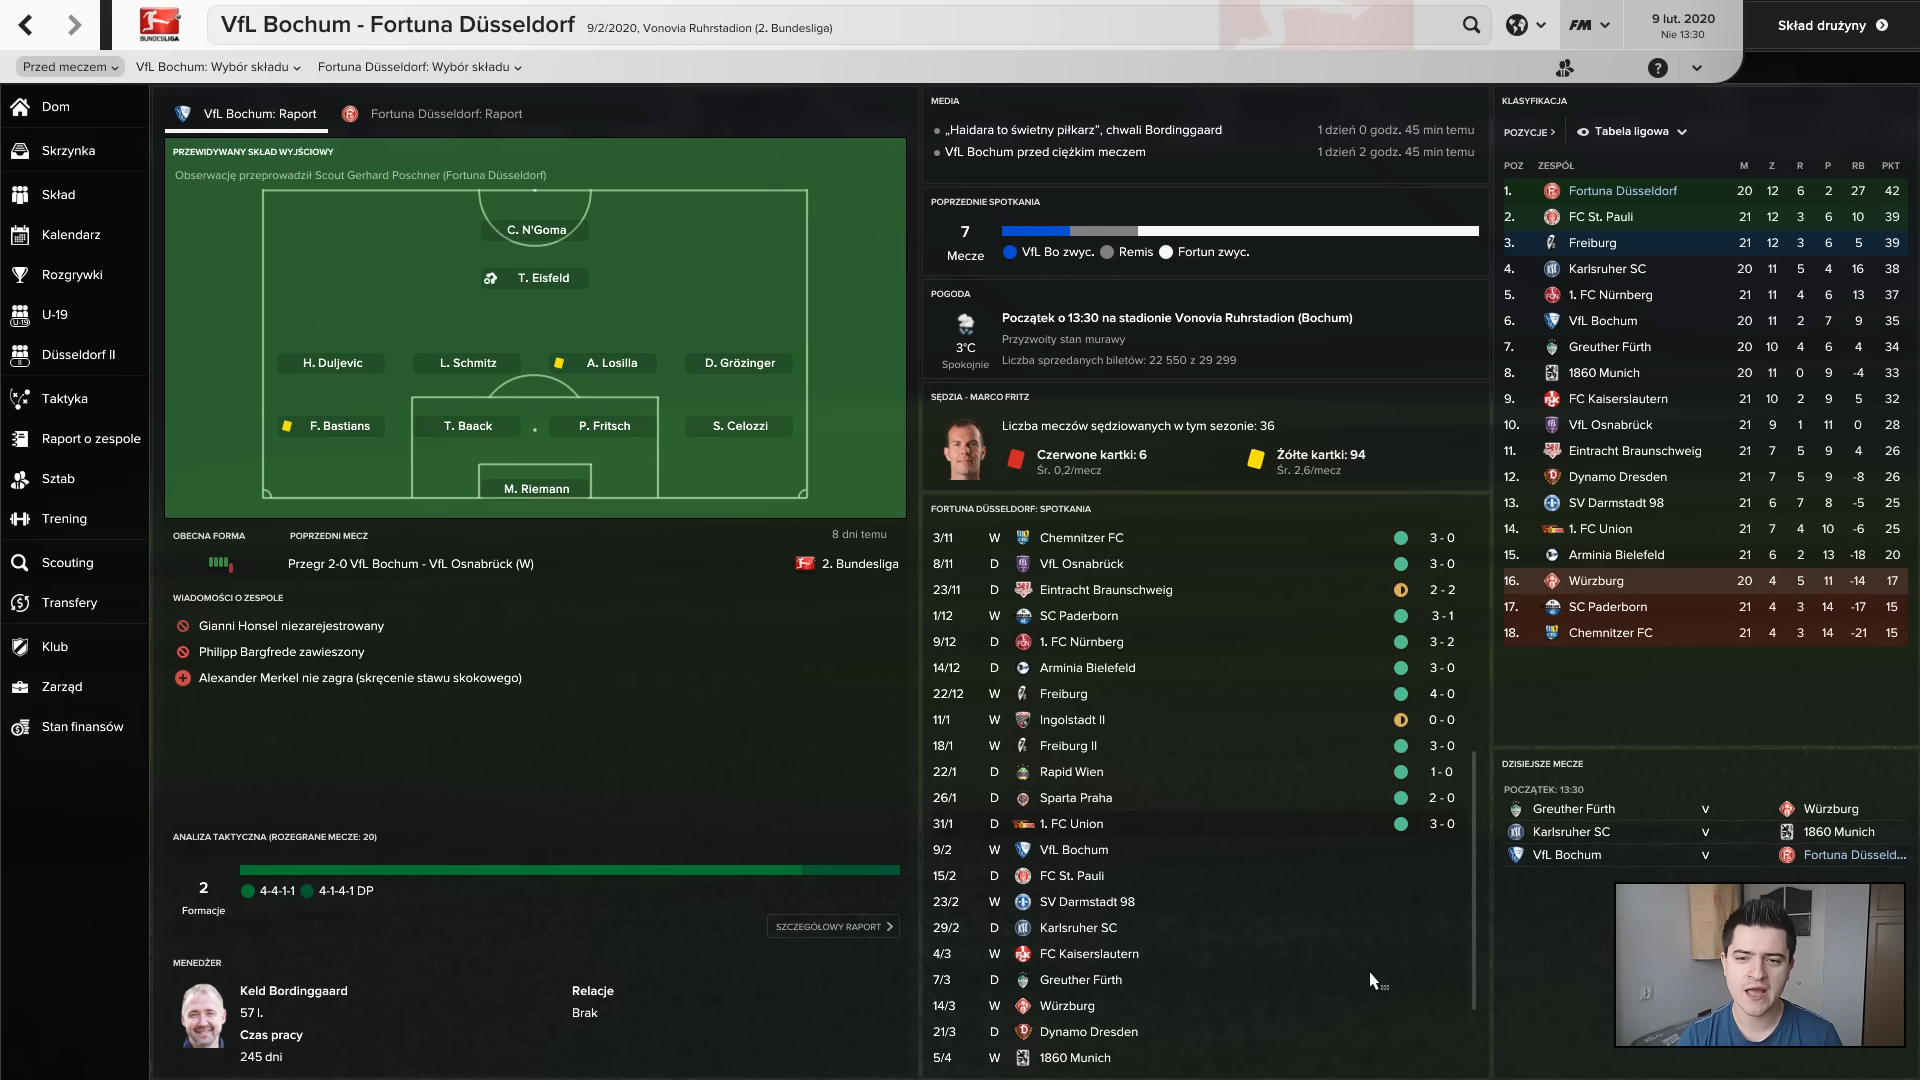 VfL Bochum - Fortuna Düsseldorf 9/2/2020, Vonovia Ruhrstadion (2. Bundesliga)
BUNDESLIGA
FM
9 lut. 2020
Nie 13:30
Skład drużyny
Przed meczem
VfL Bochum: Wybór składu
Fortuna Düsseldorf: Wybór składu
Dom
Skrzynka
Skład
Kalendarz
Rozgrywki
U-19
Düsseldorf II
Taktyka
Raport o zespole
Sztab
Trening
Scouting
Transfery
Klub
Zarząd
Stan finansów
VfL Bochum: Raport
Fortuna Düsseldorf: Raport
PRZEWIDYWANY SKŁAD WYJŚCIOWY
Obserwację przeprowadził Scout Gerhard Poschner (Fortuna Düsseldorf)
C. N'Goma
T. Eisfeld
H. Duljevic
L. Schmitz
A. Losilla
D. Grözinger
F. Bastians
T. Baack
P. Fritsch
S. Celozzi
M. Riemann
OBECNA FORMA
POPRZEDNI MECZ
8 dni temu
Przegr 2-0 VfL Bochum - VfL Osnabrück (W)
2. Bundesliga
WIADOMOŚCI O ZESPOLE
Gianni Honsel niezarejestrowany
Philipp Bargfrede zawieszony
Alexander Merkel nie zagra (skręcenie stawu skokowego)
ANALIZA TAKTYCZNA (ROZEGRANE MECZE: 20)
2
Formacje
4-4-1-1
4-1-4-1 DP
SZCZEGÓŁOWY RAPORT
MENEDŻER
Keld Bordinggaard
57 l.
Czas pracy
245 dni
Relacje
Brak
MEDIA
„Haidara to świetny piłkarz”, chwali Bordinggaard 1 dzień 0 godz. 45 min temu
VfL Bochum przed ciężkim meczem 1 dzień 2 godz. 45 min temu
POPRZEDNIE SPOTKANIA
7
Mecze
VfL Bo zwyc. Remis Fortun zwyc.
POGODA
3°C
Spokojnie
Początek o 13:30 na stadionie Vonovia Ruhrstadion (Bochum)
Przyzwoity stan murawy
Liczba sprzedanych biletów: 22 550 z 29 299
SĘDZIA - MARCO FRITZ
Liczba meczów sędziowanych w tym sezonie: 36
Czerwone kartki: 6
Śr. 0,2/mecz
Żółte kartki: 94
Śr. 2,6/mecz
FORTUNA DÜSSELDORF: SPOTKANIA
3/11 W Chemnitzer FC 3 - 0
8/11 D VfL Osnabrück 3 - 0
23/11 D Eintracht Braunschweig 2 - 2
1/12 W SC Paderborn 3 - 1
9/12 D 1. FC Nürnberg 3 - 2
14/12 D Arminia Bielefeld 3 - 0
22/12 W Freiburg 4 - 0
11/1 W Ingolstadt II 0 - 0
18/1 W Freiburg II 3 - 0
22/1 D Rapid Wien 1 - 0
26/1 D Sparta Praha 2 - 0
31/1 D 1. FC Union 3 - 0
9/2 W VfL Bochum
15/2 D FC St. Pauli
23/2 W SV Darmstadt 98
29/2 D Karlsruher SC
4/3 W FC Kaiserslautern
7/3 D Greuther Fürth
14/3 W Würzburg
21/3 D Dynamo Dresden
5/4 W 1860 Munich
KLASYFIKACJA
POZYCJE
Tabela ligowa
POZ ZESPÓŁ M Z R P RB PKT
1. Fortuna Düsseldorf 20 12 6 2 27 42
2. FC St. Pauli 21 12 3 6 10 39
3. Freiburg 21 12 3 6 5 39
4. Karlsruher SC 20 11 5 4 16 38
5. 1. FC Nürnberg 21 11 4 6 13 37
6. VfL Bochum 20 11 2 7 9 35
7. Greuther Fürth 20 10 4 6 4 34
8. 1860 Munich 20 11 0 9 -4 33
9. FC Kaiserslautern 21 10 2 9 5 32
10. VfL Osnabrück 21 9 1 11 0 28
11. Eintracht Braunschweig 21 7 5 9 4 26
12. Dynamo Dresden 21 7 5 9 -8 26
13. SV Darmstadt 98 21 6 7 8 -5 25
14. 1. FC Union 21 7 4 10 -6 25
15. Arminia Bielefeld 21 6 2 13 -18 20
16. Würzburg 20 4 5 11 -14 17
17. SC Paderborn 21 4 3 14 -17 15
18. Chemnitzer FC 21 4 3 14 -21 15
DZISIEJSZE MECZE
POCZĄTEK: 13:30
Greuther Fürth v Würzburg
Karlsruher SC v 1860 Munich
VfL Bochum v Fortuna Düsseld...